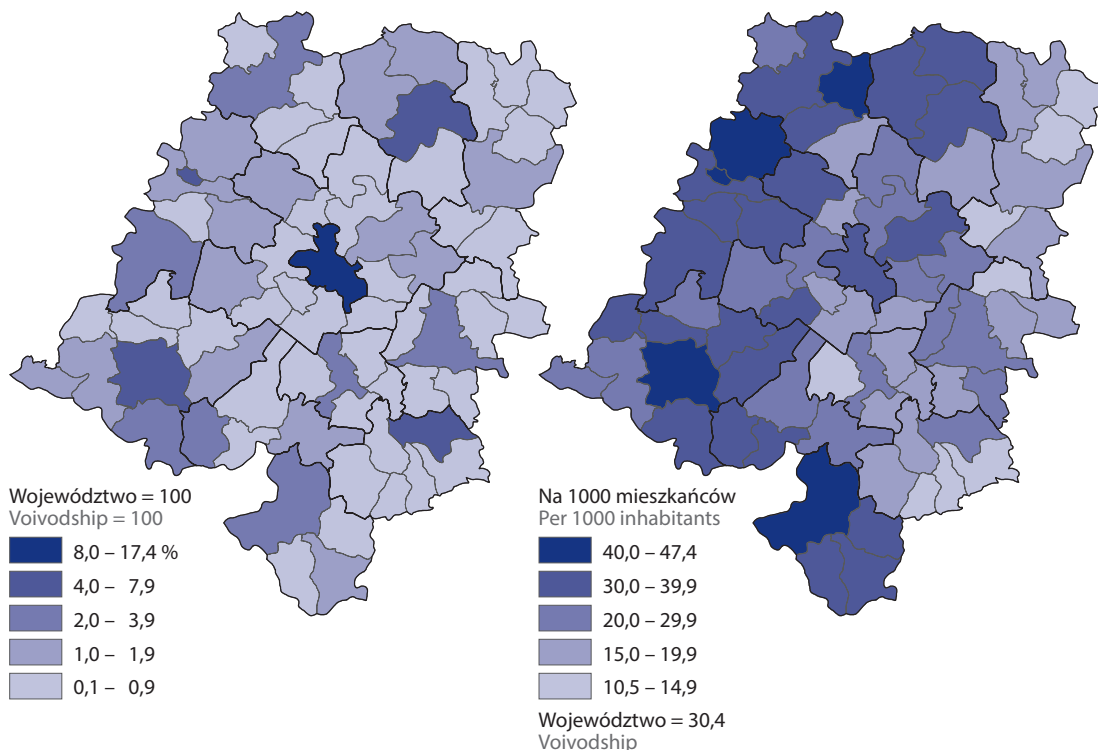 Województwo = 100
Voivodship = 100
8,0 – 17,4 %
4,0 – 7,9
2,0 – 3,9
1,0 – 1,9
0,1 – 0,9
Na 1000 mieszkańców
Per 1000 inhabitants
40,0 – 47,4
30,0 – 39,9
20,0 – 29,9
15,0 – 19,9
10,5 – 14,9
Województwo = 30,4
Voivodship